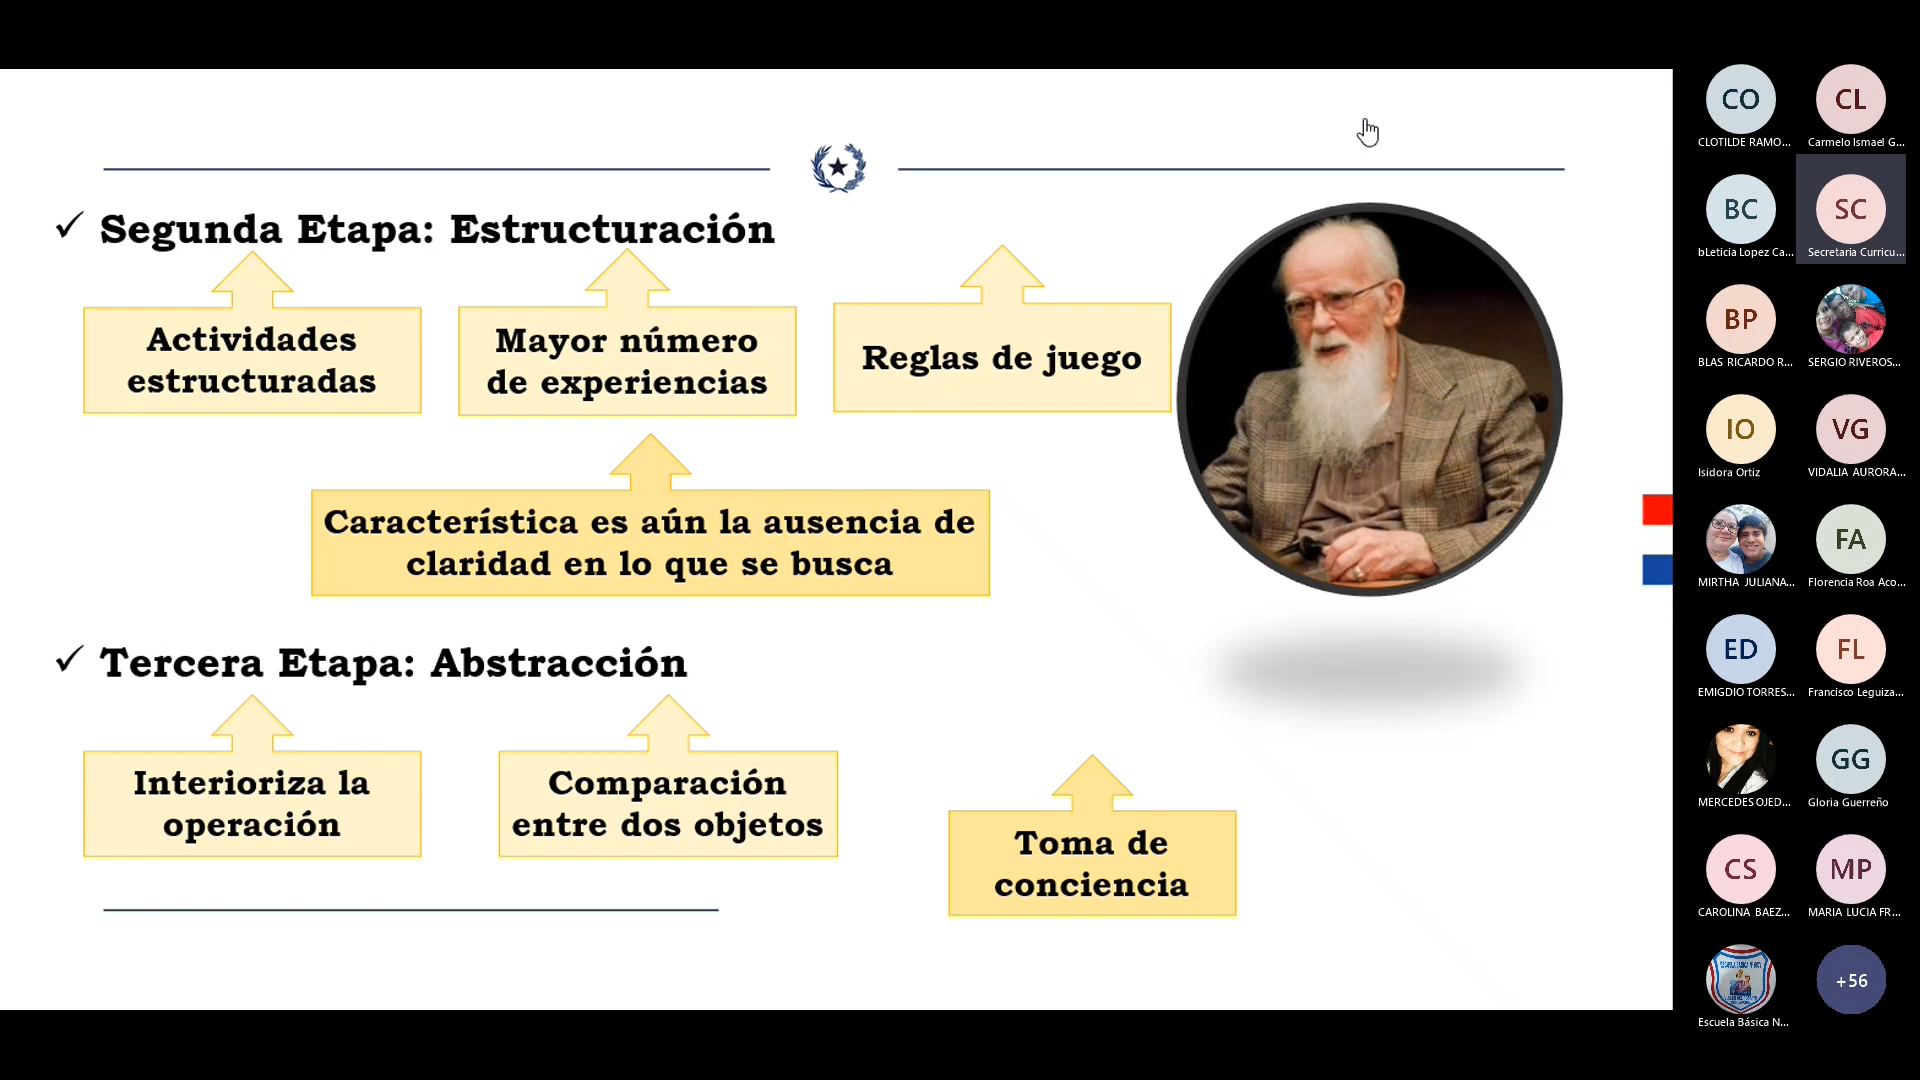 ✓ Segunda Etapa: Estructuración
Actividades
estructuradas
Mayor número
de experiencias
Reglas de juego
Característica es aún la ausencia de
claridad en lo que se busca
✓ Tercera Etapa: Abstracción
Interioriza la
operación
Comparación
entre dos objetos
Toma de
conciencia
CO
CLOTILDE RAMO...
CL
Carmelo Ismael G...
BC
bLeticia Lopez Ca...
SC
Secretaria Curricu...
BP
BLAS RICARDO R...
SERGIO RIVEROS...
IO
Isidora Ortiz
VG
VIDALIA AURORA...
MIRTHA JULIANA...
FA
Florencia Roa Aco...
ED
EMIGDIO TORRES...
FL
Francisco Leguiza...
MERCEDES OJED...
GG
Gloria Guerreño
CS
CAROLINA BAEZ...
MP
MARIA LUCIA FR...
Escuela Básica N...
+56